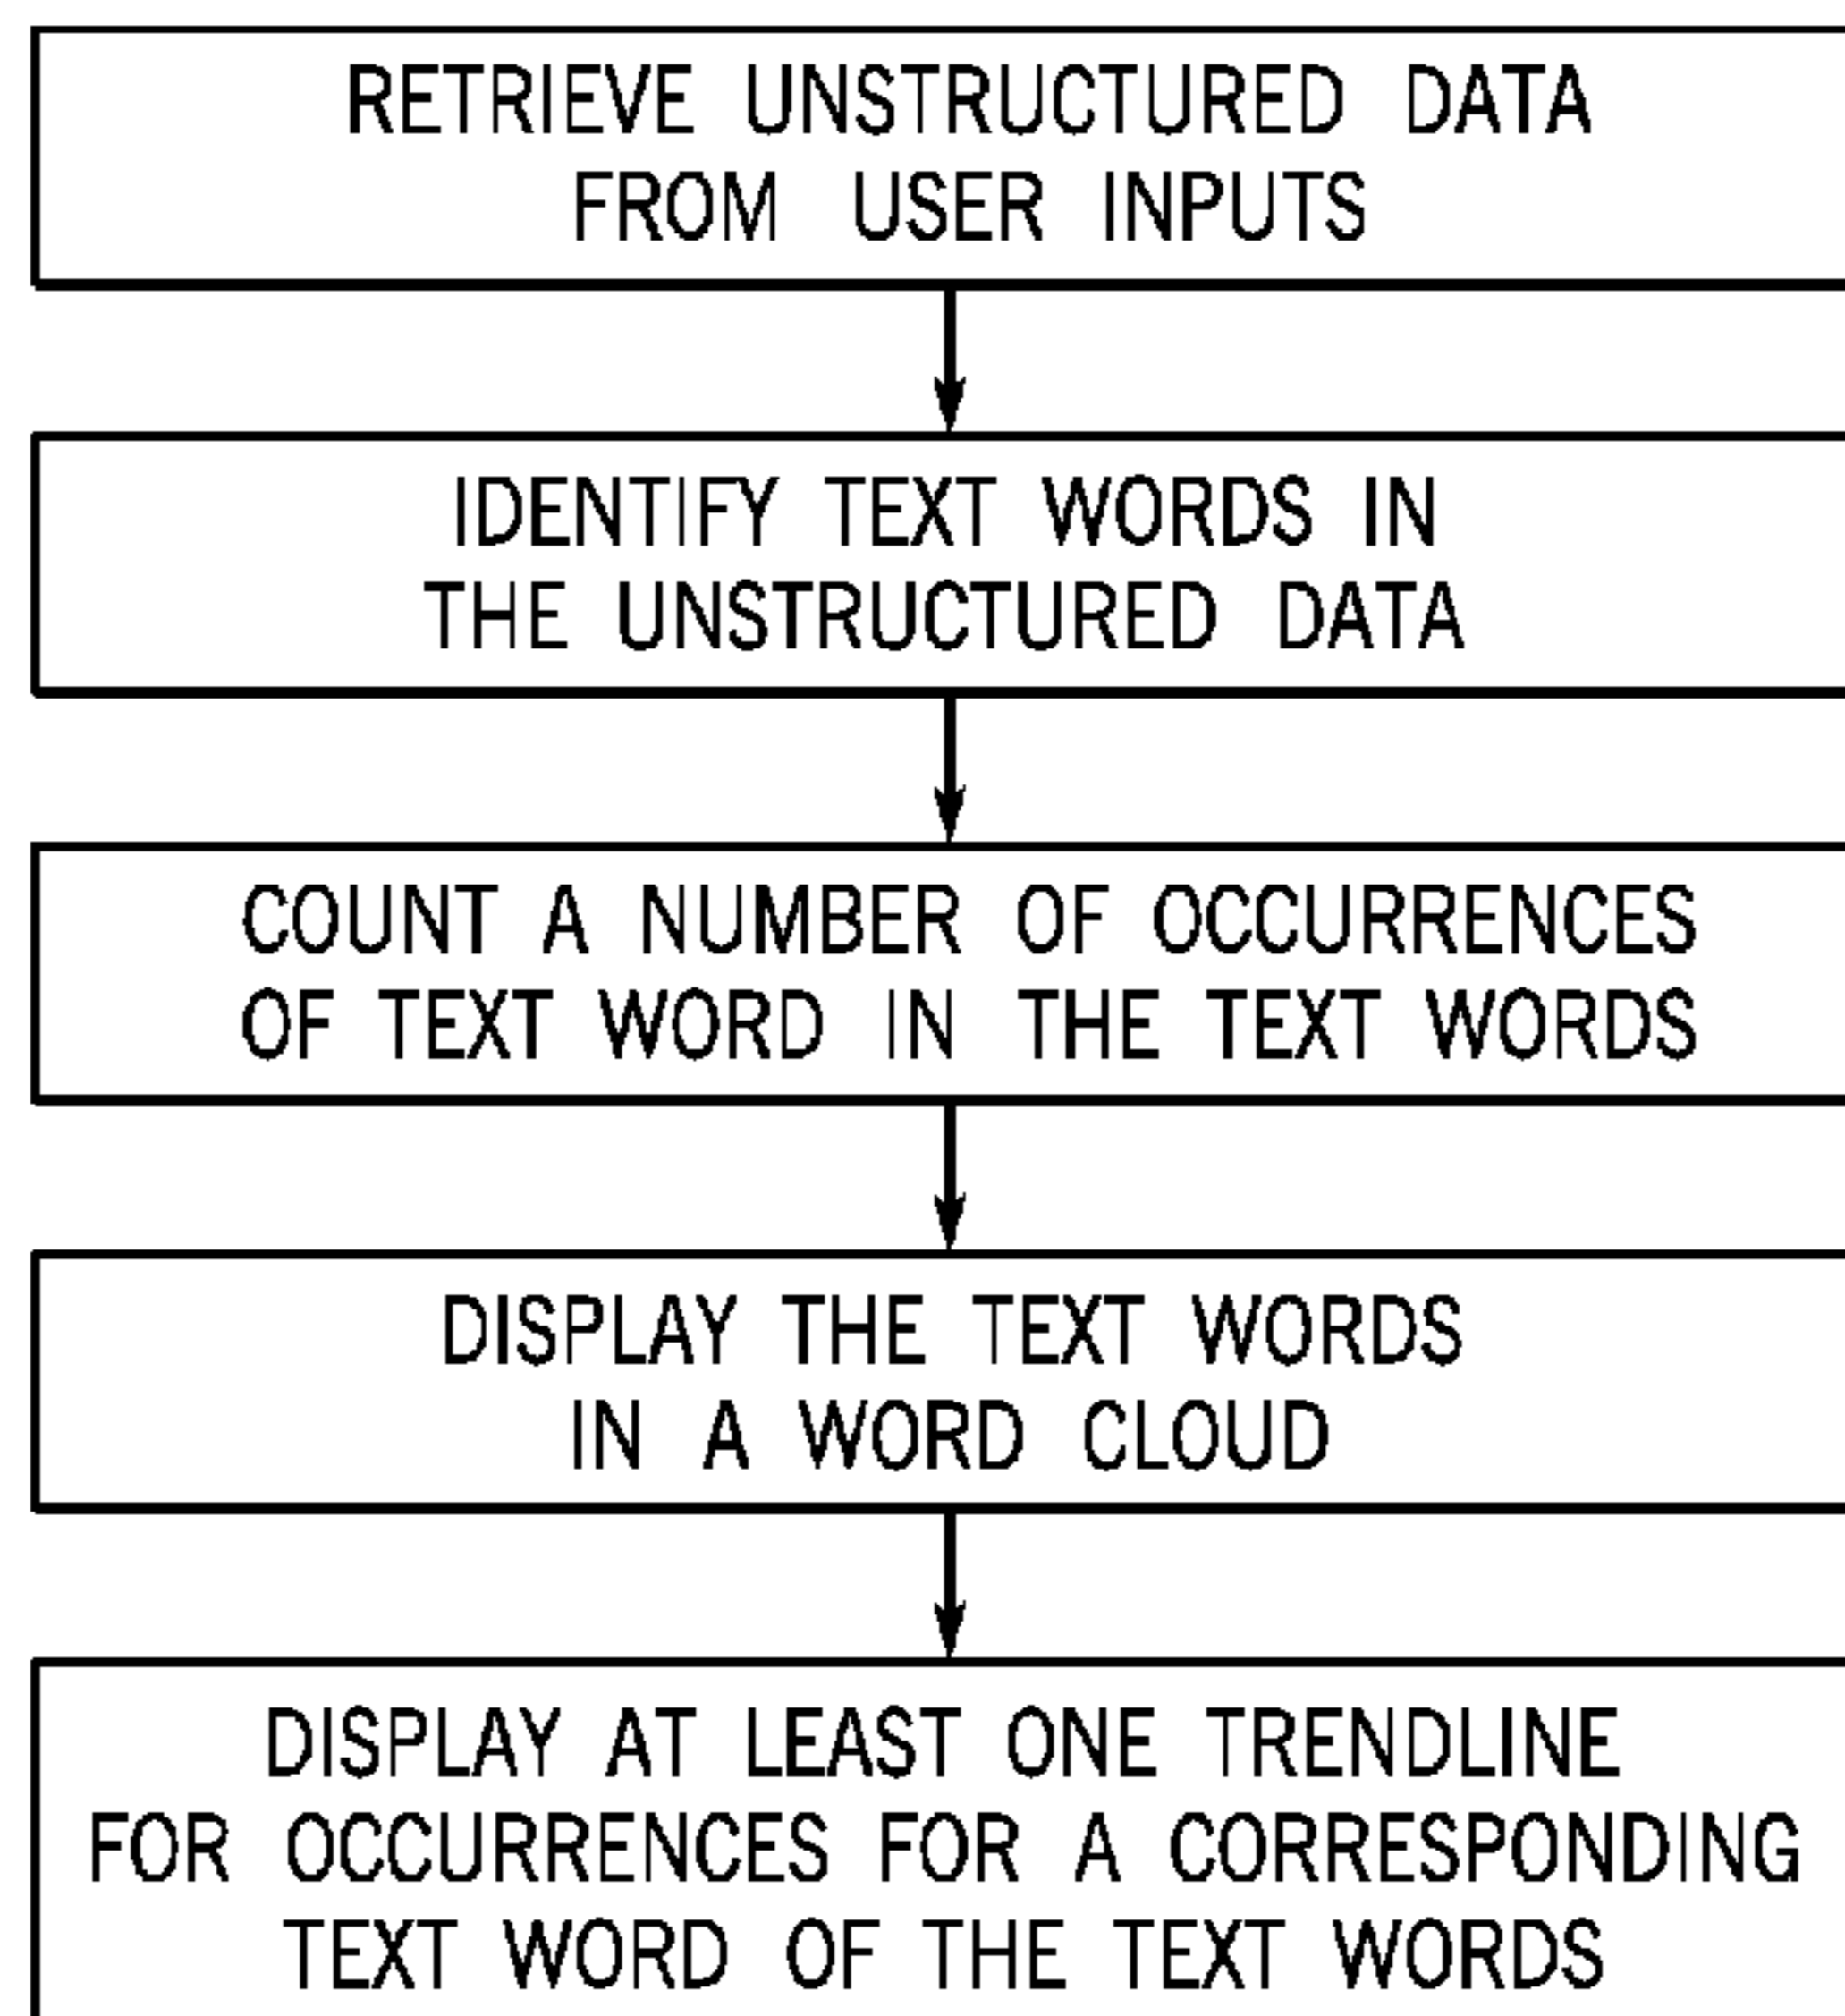 RETRIEVE UNSTRUCTURED DATA
FROM USER INPUTS
IDENTIFY TEXT WORDS IN
THE UNSTRUCTURED DATA
COUNT A NUMBER OF OCCURRENCES
OF TEXT WORD IN THE TEXT WORDS
DISPLAY THE TEXT WORDS
IN A WORD CLOUD
DISPLAY AT LEAST ONE TRENDLINE
FOR OCCURRENCES FOR A CORRESPONDING
TEXT WORD OF THE TEXT WORDS